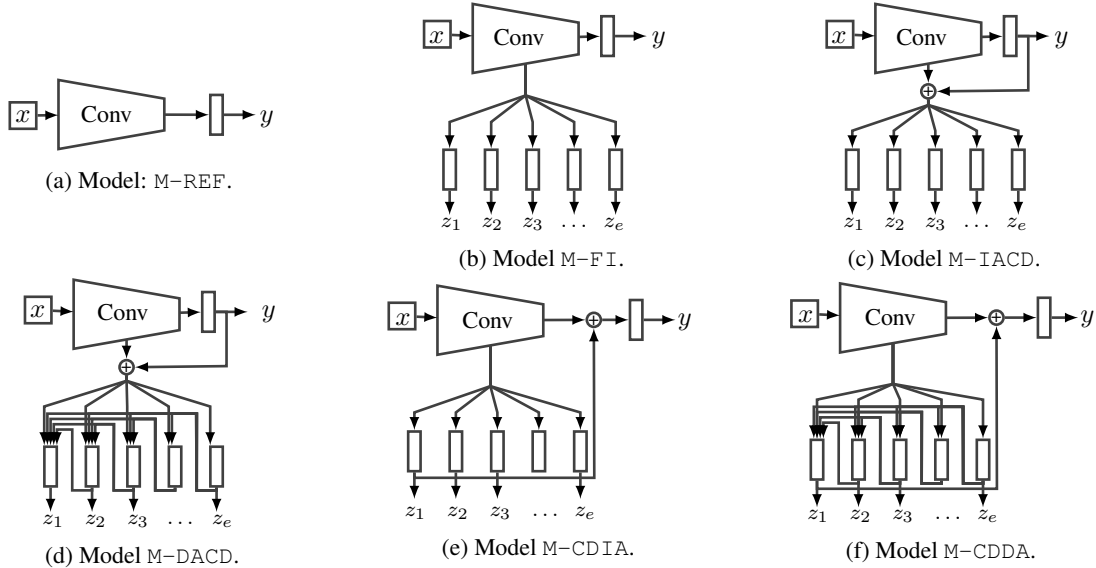 x Conv y
(a) Model: M-REF.
x Conv y
z₁ z₂ z₃ ... zₑ
(b) Model M-FI.
x Conv y
+
z₁ z₂ z₃ ... zₑ
(c) Model M-IACD.
x Conv y
+
z₁ z₂ z₃ ... zₑ
(d) Model M-DACD.
x Conv + y
z₁ z₂ z₃ ... zₑ
(e) Model M-CDIA.
x Conv + y
z₁ z₂ z₃ ... zₑ
(f) Model M-CDDA.